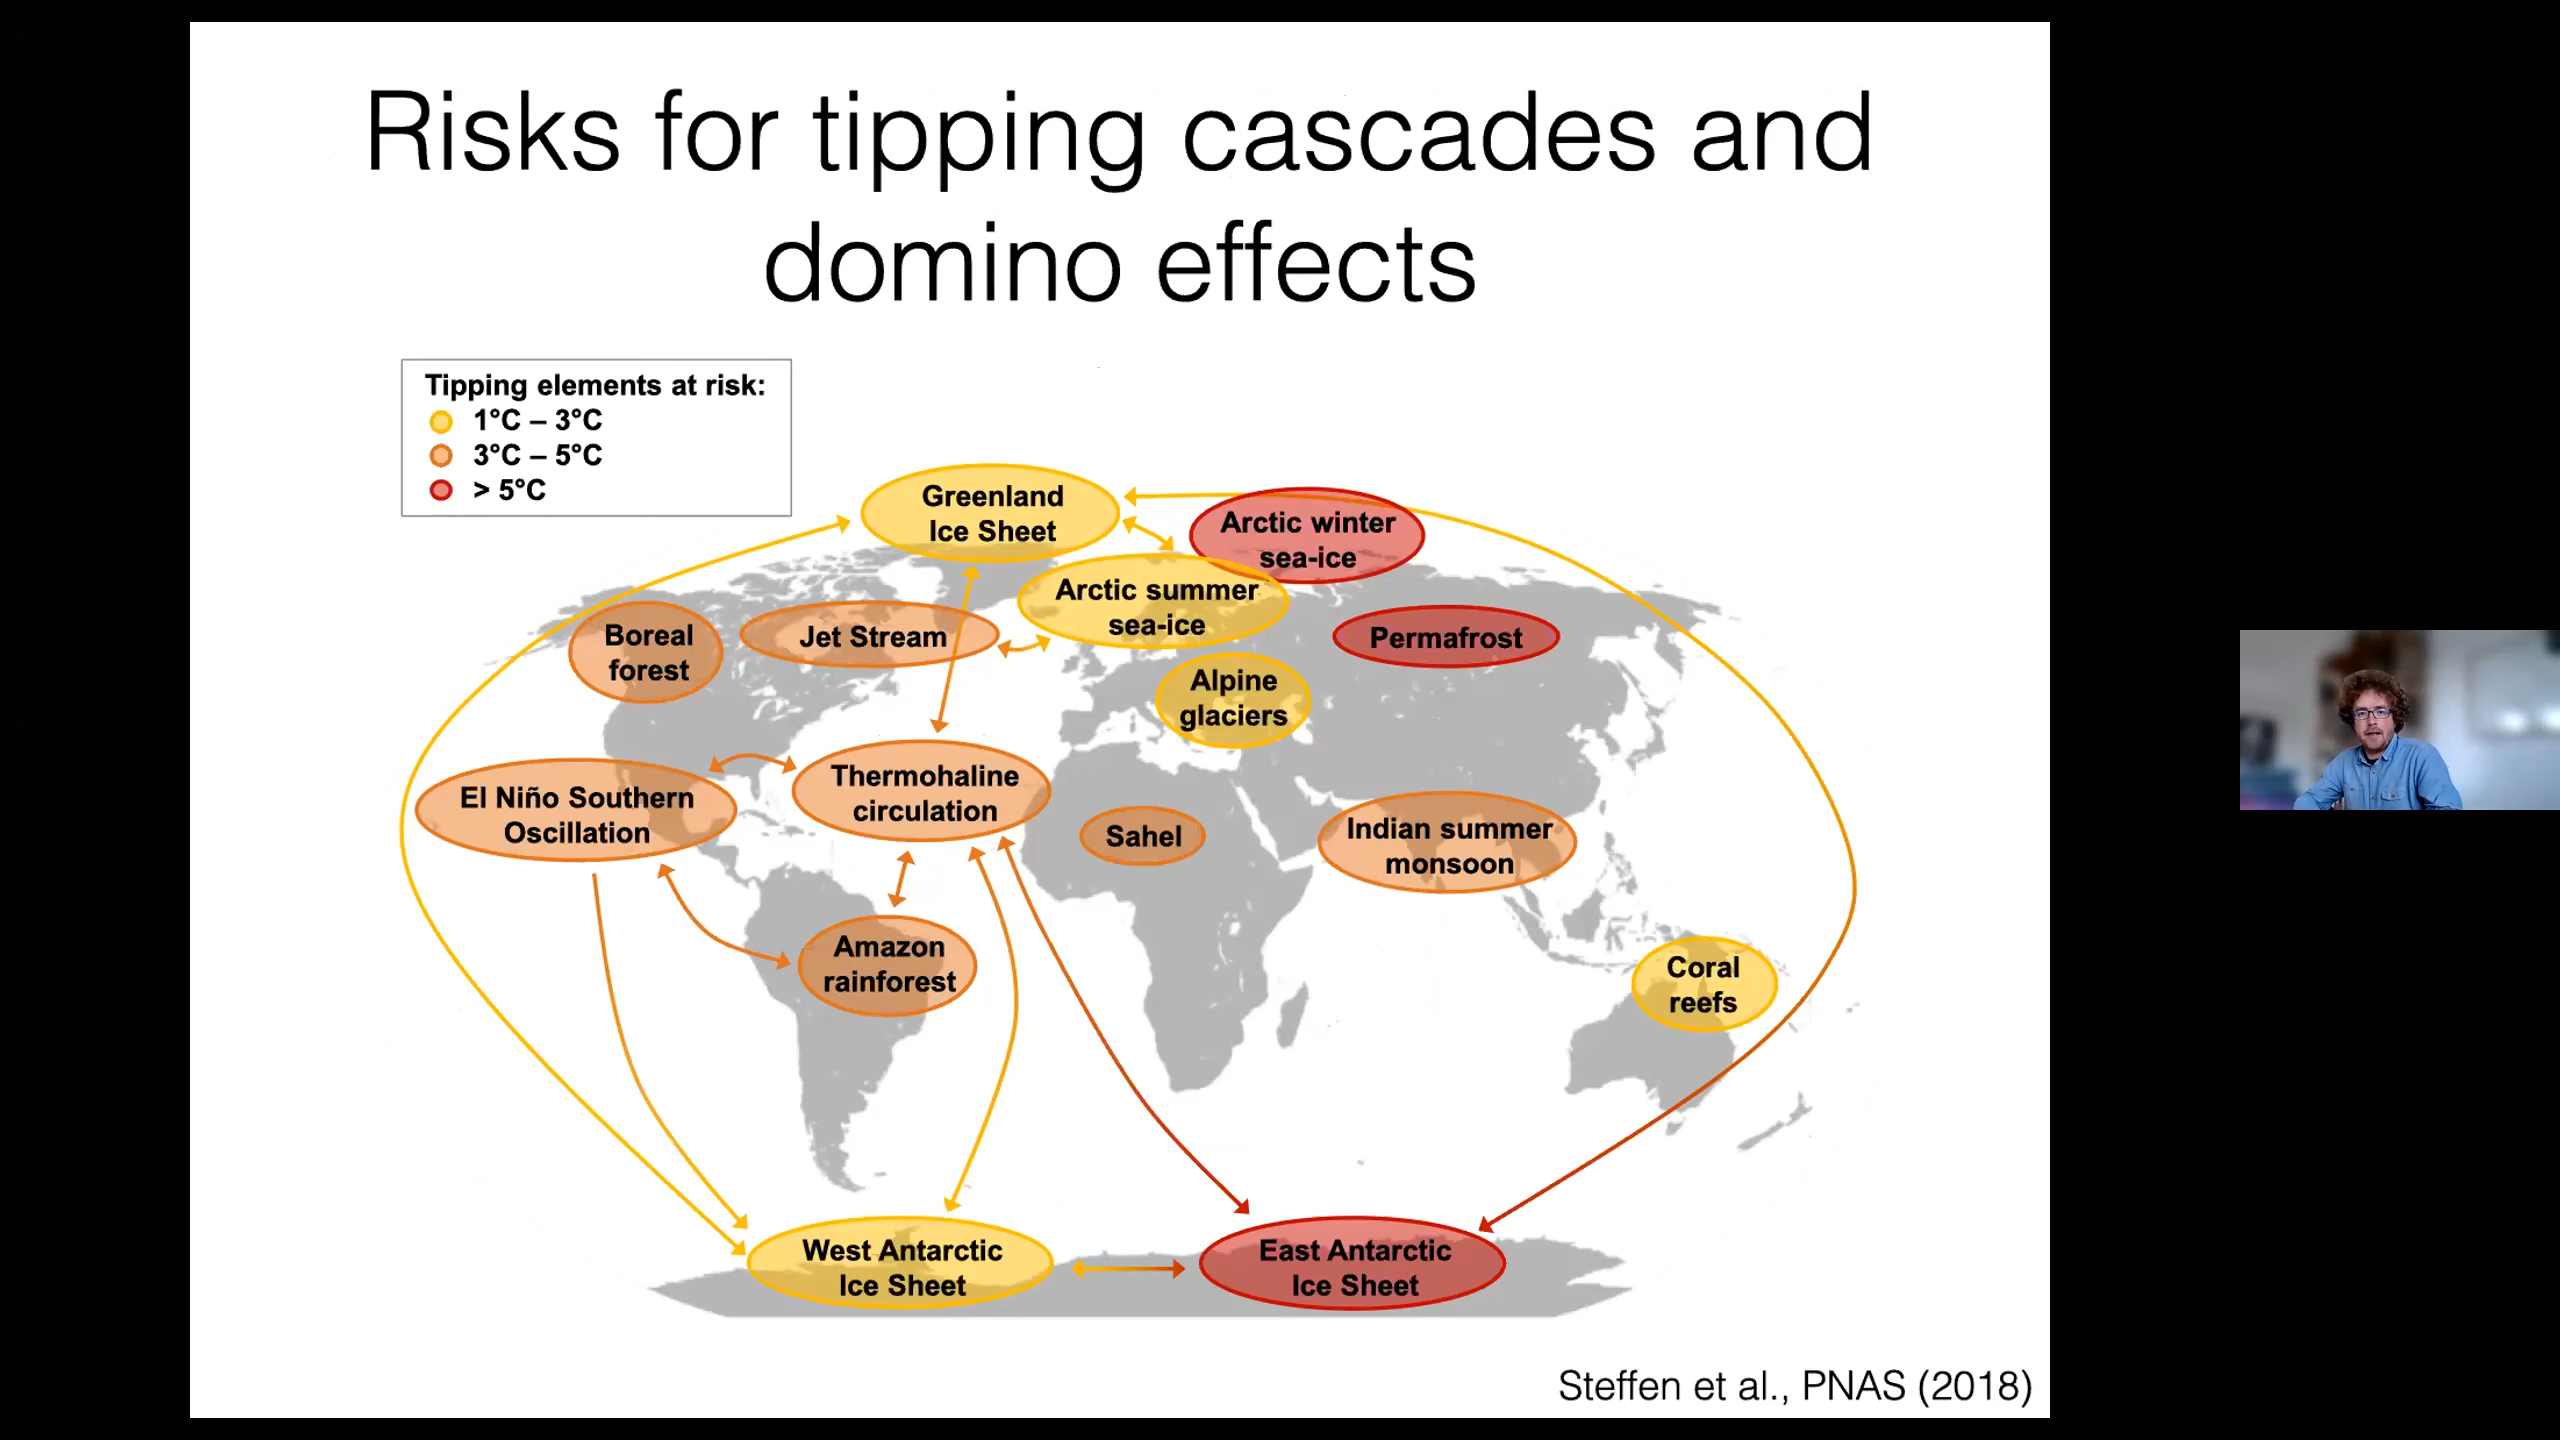 Risks for tipping cascades and
domino effects
Tipping elements at risk:
1°C – 3°C
3°C – 5°C
> 5°C
Greenland
Ice Sheet
Arctic winter
sea-ice
Arctic summer
sea-ice
Boreal
forest
Jet Stream
Permafrost
Alpine
glaciers
El Niño Southern
Oscillation
Thermohaline
circulation
Sahel
Indian summer
monsoon
Amazon
rainforest
Coral
reefs
West Antarctic
Ice Sheet
East Antarctic
Ice Sheet
Steffen et al., PNAS (2018)